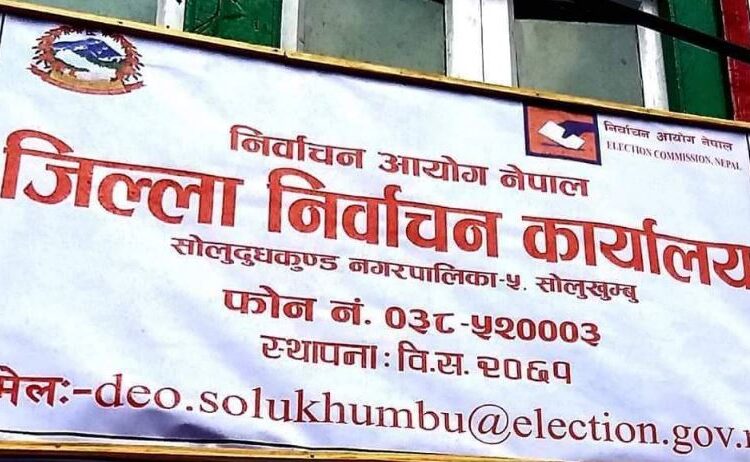 निर्वाचन आयोग नेपाल
ELECTION COMMISSION, NEPAL
निर्वाचन आयोग नेपाल
जिल्ला निर्वाचन कार्यालय
सोलुदुधकुण्ड नगरपालिका-५, सोलुखुम्बु
फोन नं. ०३८-५२०००३
स्थापना: वि.स. २०६१
मेल:-deo.solukhumbu@election.gov.n